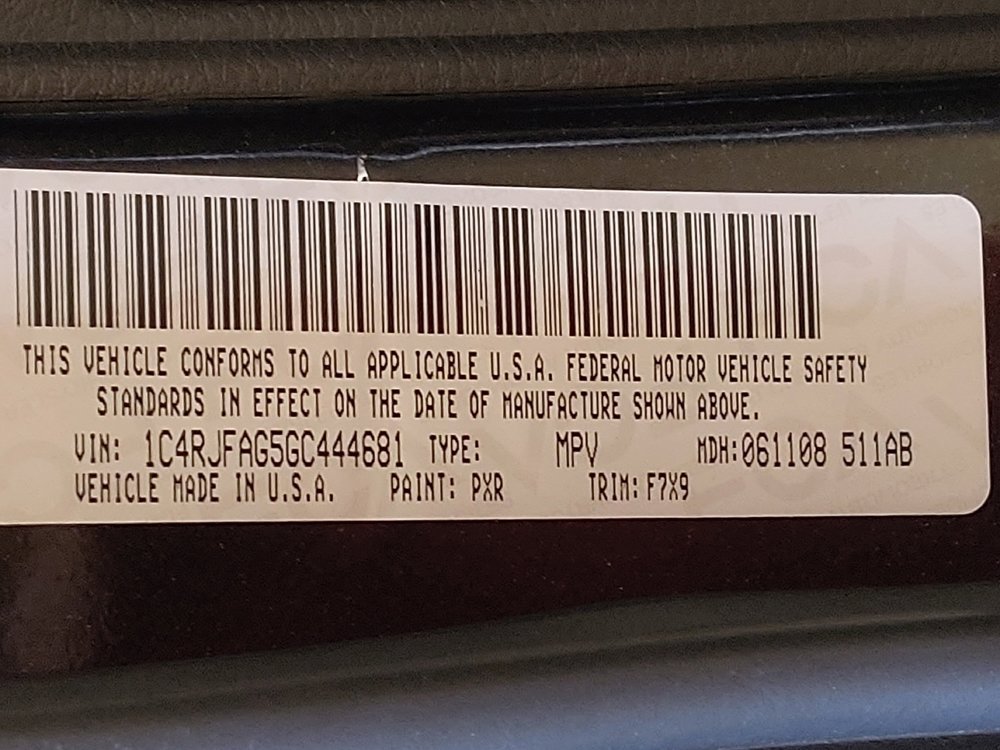 THIS VEHICLE CONFORMS TO ALL APPLICABLE U.S.A. FEDERAL MOTOR VEHICLE SAFETY
STANDARDS IN EFFECT ON THE DATE OF MANUFACTURE SHOWN ABOVE.
VIN: 1C4RJFAG5GC444681 TYPE: MPV MDH:061108 511AB
VEHICLE MADE IN U.S.A. PAINT: PXR TRIM: F7X9